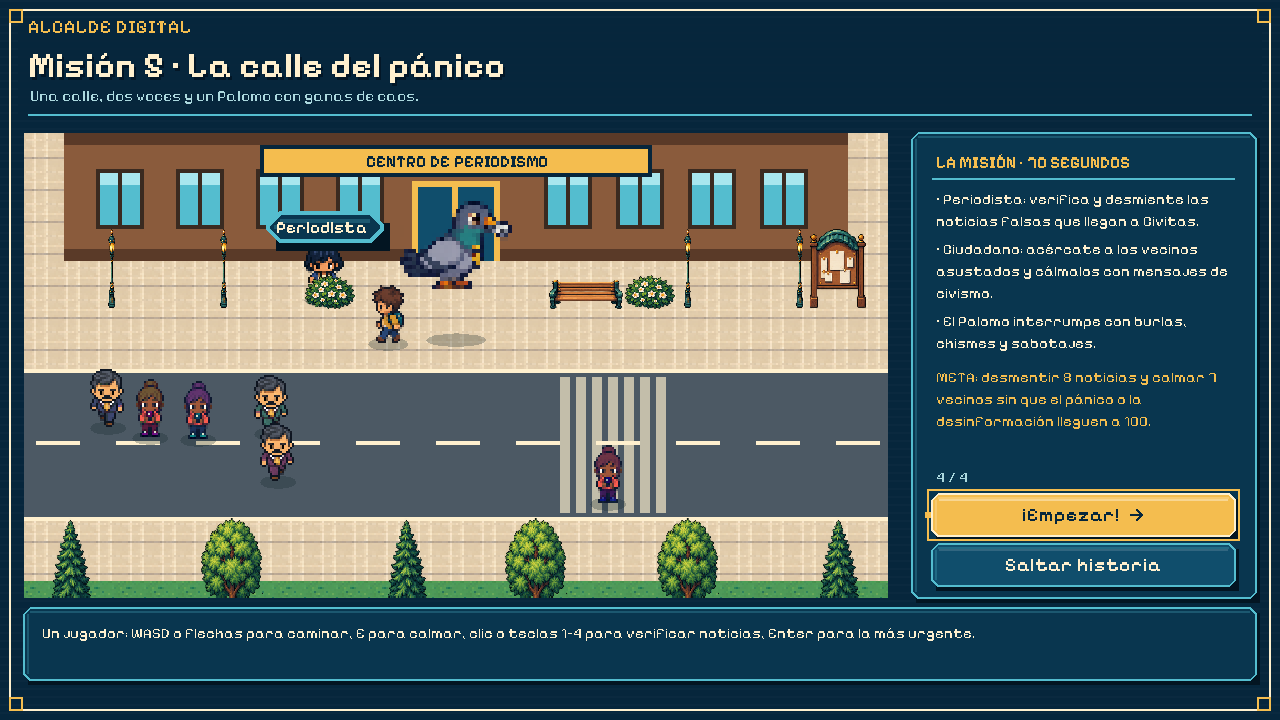 ALCALDE DIGITAL
Misión 8 · La calle del pánico
Una calle, dos voces y un Palomo con ganas de caos.
CENTRO DE PERIODISMO
Periodista
LA MISIÓN · 70 SEGUNDOS
· Periodista: verifica y desmiente las
noticias falsas que llegan a Civitas.
· Ciudadano: acércate a los vecinos
asustados y cálmalos con mensajes de
civismo.
· El Palomo interrumpe con burlas,
chismes y sabotajes.
META: desmentir 8 noticias y calmar 7
vecinos sin que el pánico o la
desinformación lleguen a 100.
4 / 4
¡Empezar! →
Saltar historia
Un jugador: WASD o flechas para caminar, E para calmar, clic o teclas 1-4 para verificar noticias, Enter para la más urgente.